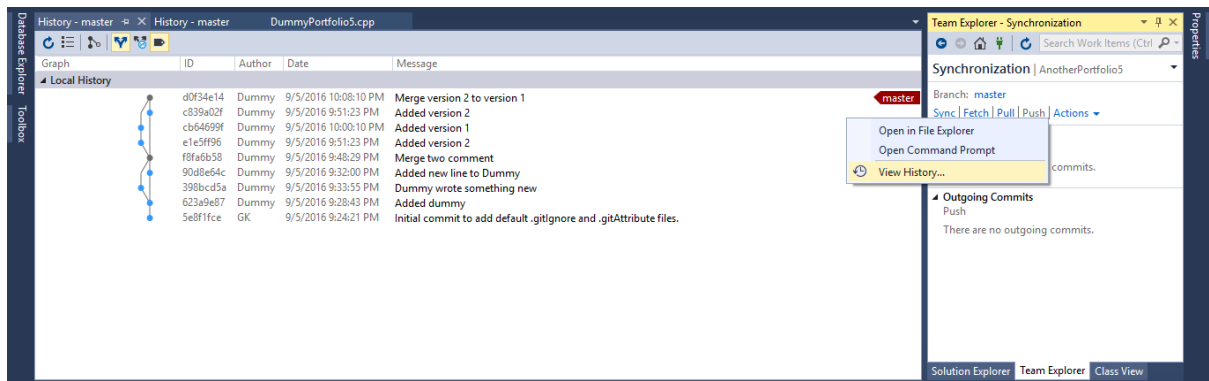 Database Explorer
Toolbox
History - master
History - master
DummyPortfolio5.cpp
Graph ID Author Date Message
Local History
d0f34e14 Dummy 9/5/2016 10:08:10 PM Merge version 2 to version 1 master
c839a02f Dummy 9/5/2016 9:51:23 PM Added version 2
cb64699f Dummy 9/5/2016 10:00:10 PM Added version 1
e1e5ff96 Dummy 9/5/2016 9:51:23 PM Added version 2
f8fa6b58 Dummy 9/5/2016 9:48:29 PM Merge two comment
90d8e64c Dummy 9/5/2016 9:32:00 PM Added new line to Dummy
398bcd5a Dummy 9/5/2016 9:33:55 PM Dummy wrote something new
623a9e87 Dummy 9/5/2016 9:28:43 PM Added dummy
5e8f1fce GK 9/5/2016 9:24:21 PM Initial commit to add default .gitIgnore and .gitAttribute files.
Team Explorer - Synchronization
Search Work Items (Ctrl
Synchronization | AnotherPortfolio5
Branch: master
Sync | Fetch | Pull | Push | Actions
Open in File Explorer
Open Command Prompt
View History...
commits.
Outgoing Commits
Push
There are no outgoing commits.
Solution Explorer Team Explorer Class View
Properties